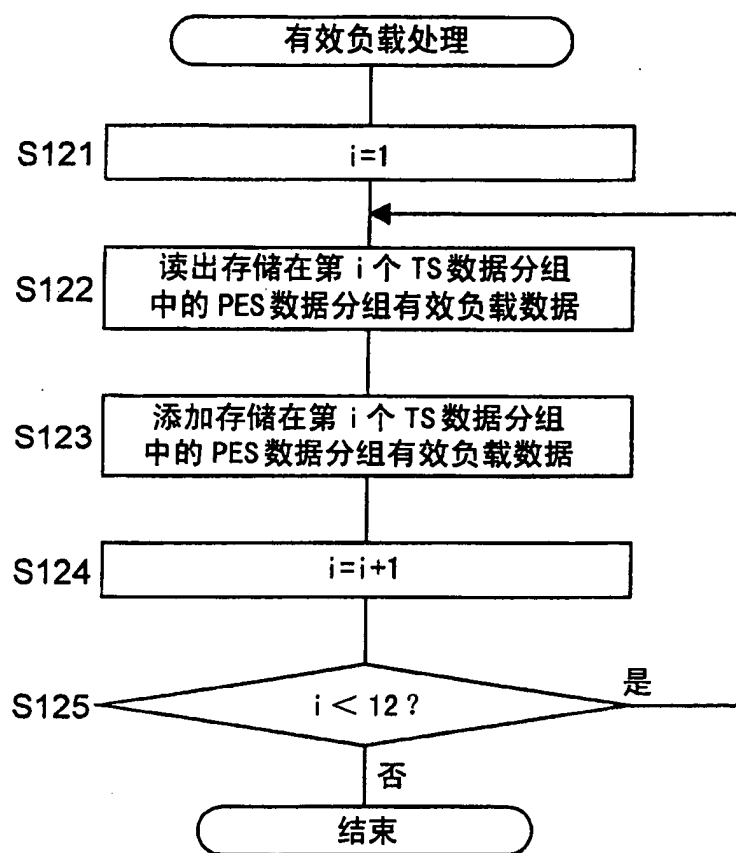 有效负载处理
S121
i=1
S122
读出存储在第 i 个 TS 数据分组
中的 PES 数据分组有效负载数据
S123
添加存储在第 i 个 TS 数据分组
中的 PES 数据分组有效负载数据
S124
i=i+1
S125
i < 12 ?
是
否
结束